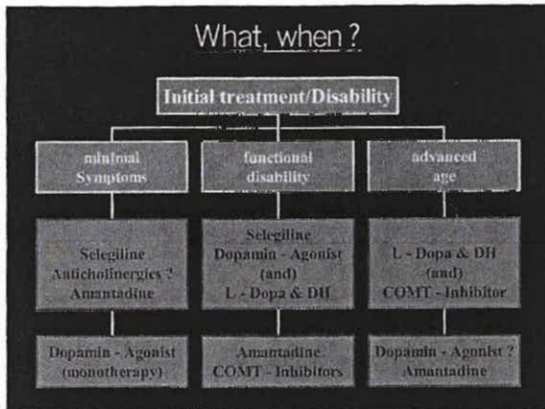 What, when ?
Initial treatment/Disability
minimal
Symptoms
functional
disability
advanced
age
Selegiline
Anticholinergics ?
Amantadine
Selegiline
Dopamin - Agonist
(and)
L - Dopa & DH
L - Dopa & DH
(and)
COMT - Inhibitor
Dopamin - Agonist
(monotherapy)
Amantadine
COMT - Inhibitors
Dopamin - Agonist ?
Amantadine